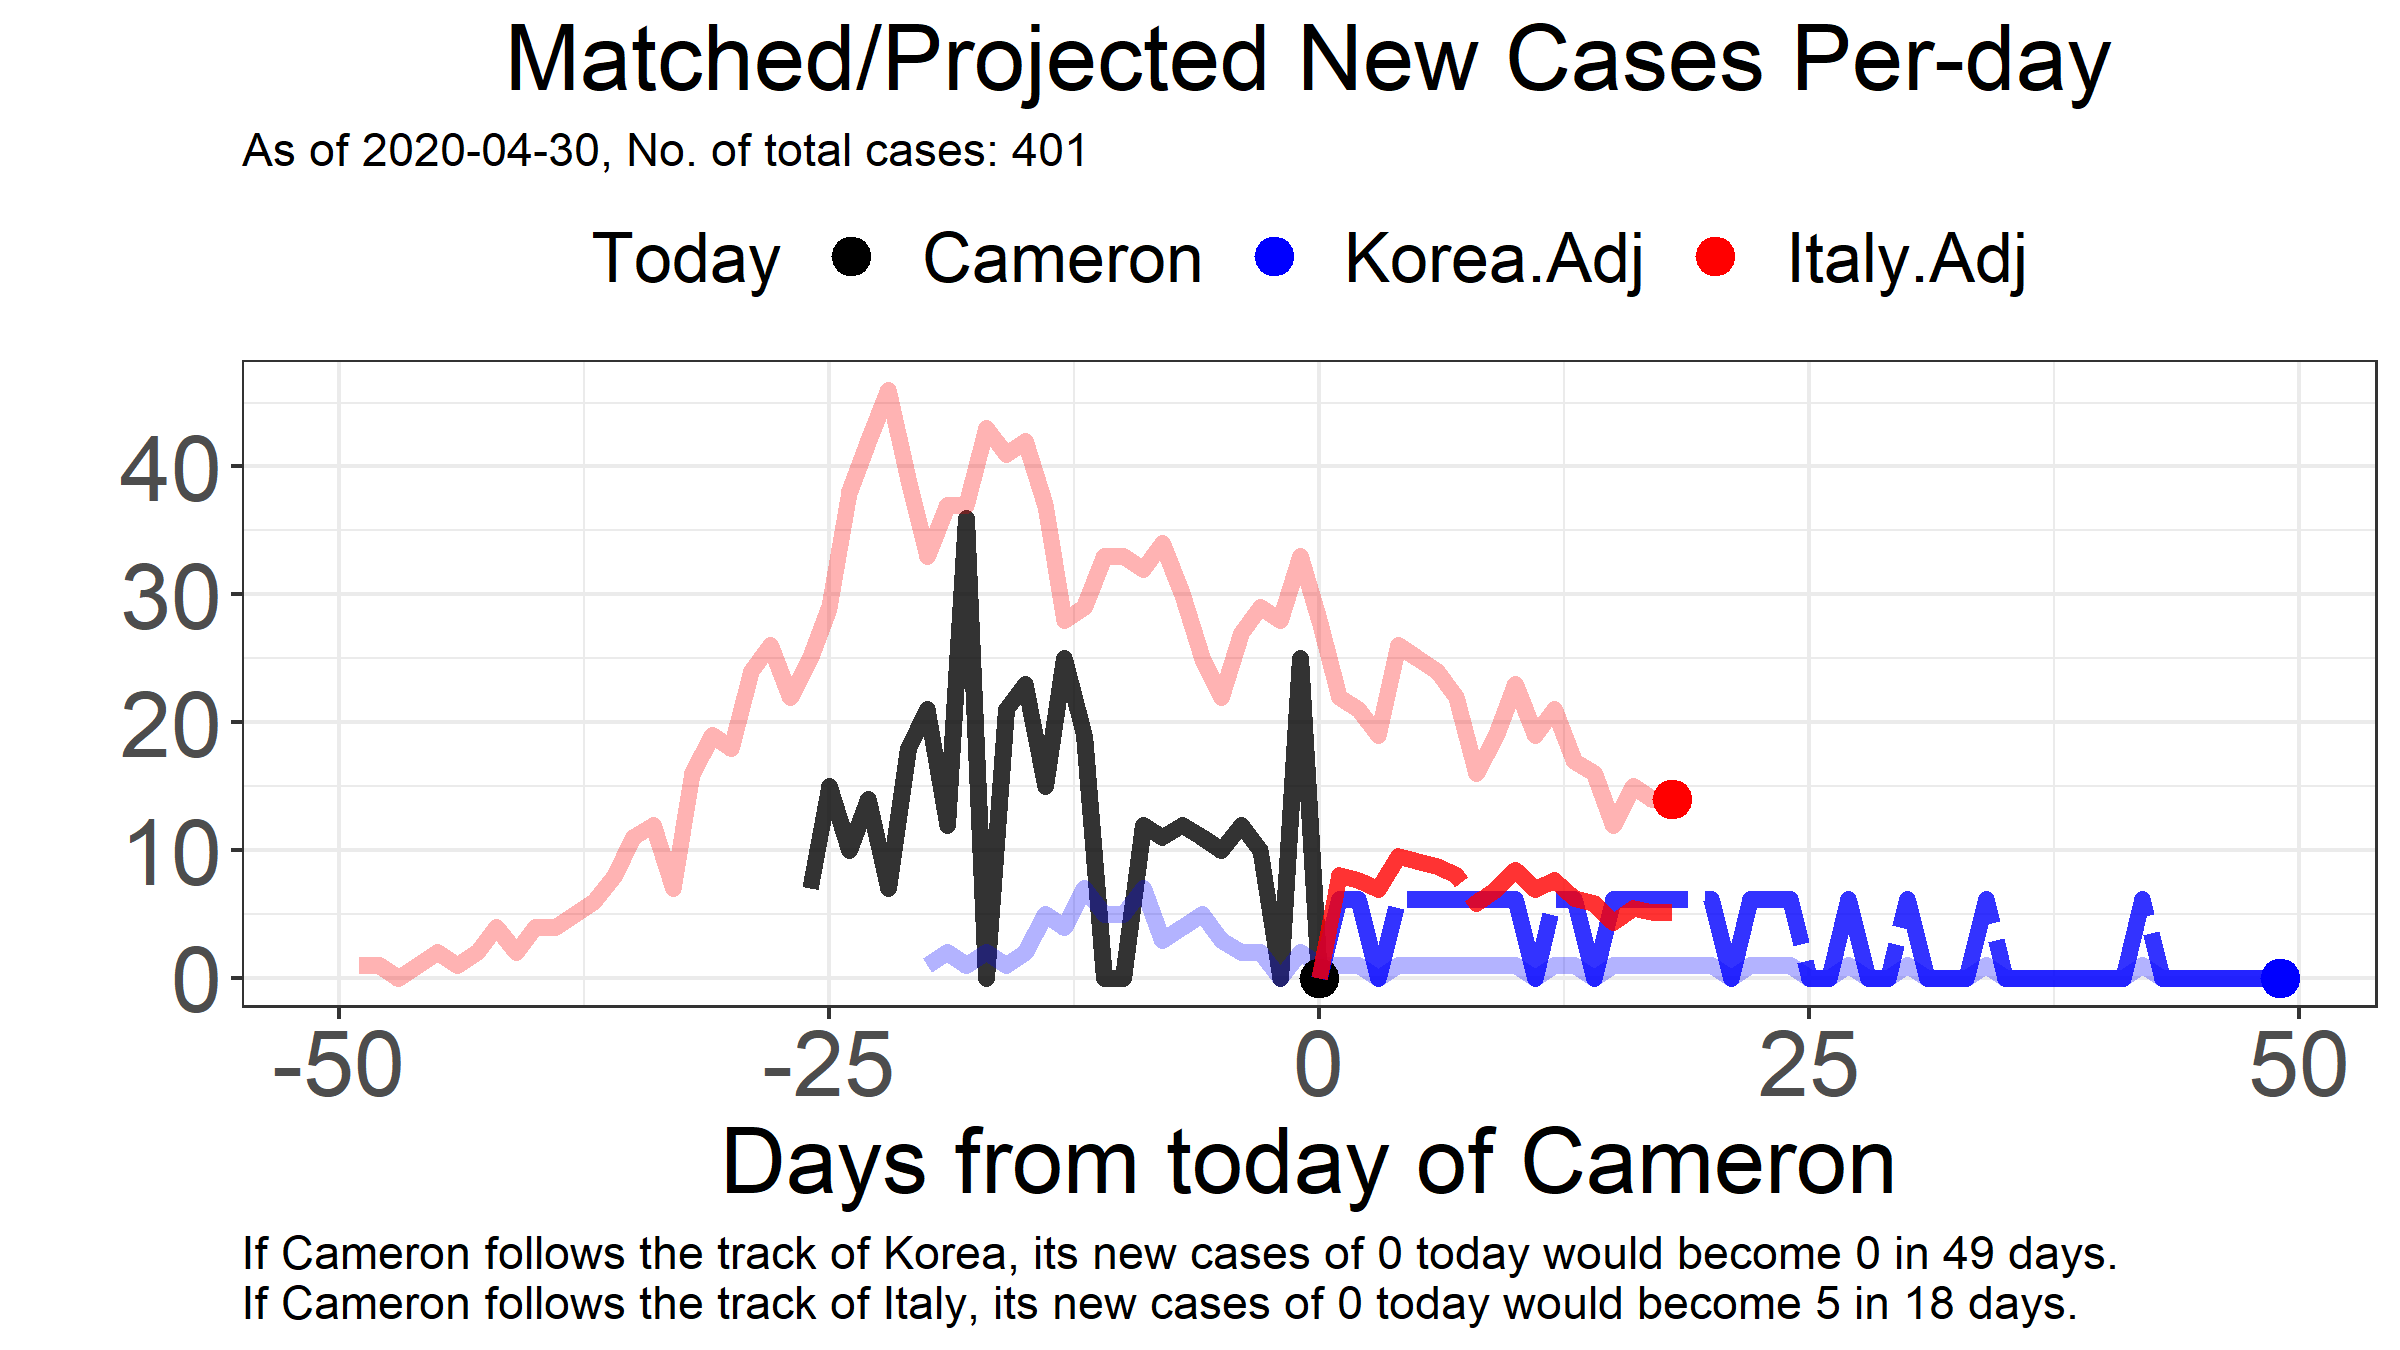 Matched/Projected New Cases Per-day
As of 2020-04-30, No. of total cases: 401
Today Cameron Korea.Adj Italy.Adj
40
30
20
10
0
-50 -25 0 25 50
Days from today of Cameron
If Cameron follows the track of Korea, its new cases of 0 today would become 0 in 49 days.
If Cameron follows the track of Italy, its new cases of 0 today would become 5 in 18 days.